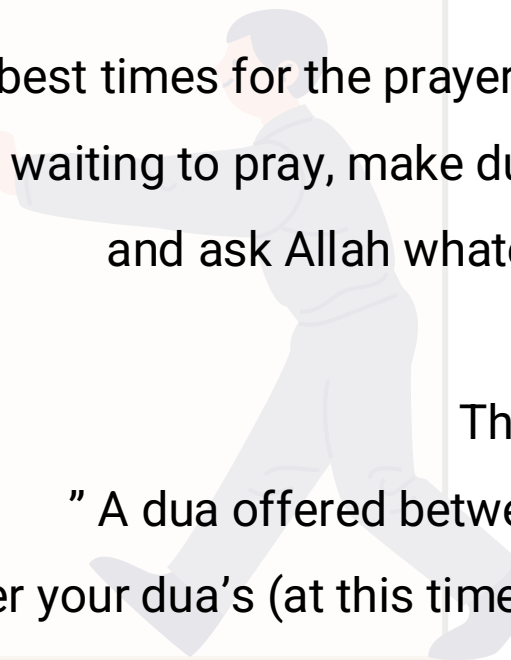 best times for the prayer
waiting to pray, make du
and ask Allah whate
Th
” A dua offered betwe
er your dua’s (at this time